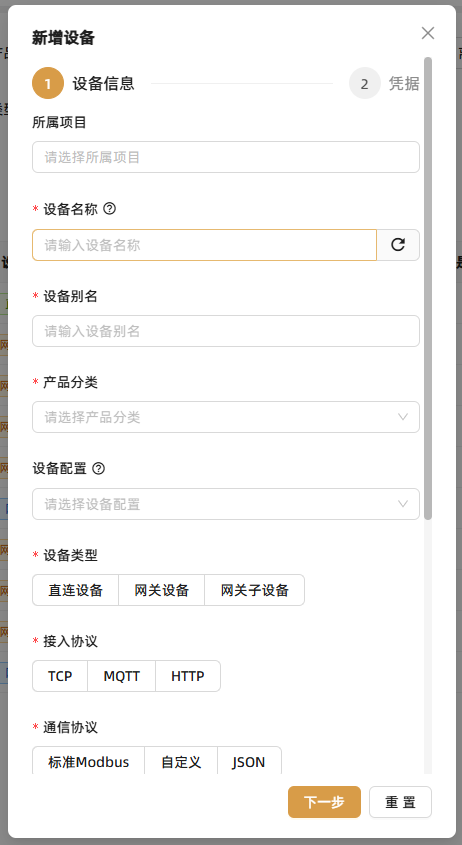 新增设备
1 设备信息 2 凭据
所属项目
请选择所属项目
* 设备名称
请输入设备名称
* 设备别名
请输入设备别名
* 产品分类
请选择产品分类
设备配置
请选择设备配置
* 设备类型
直连设备 网关设备 网关子设备
* 接入协议
TCP MQTT HTTP
* 通信协议
标准Modbus 自定义 JSON
下一步 重 置